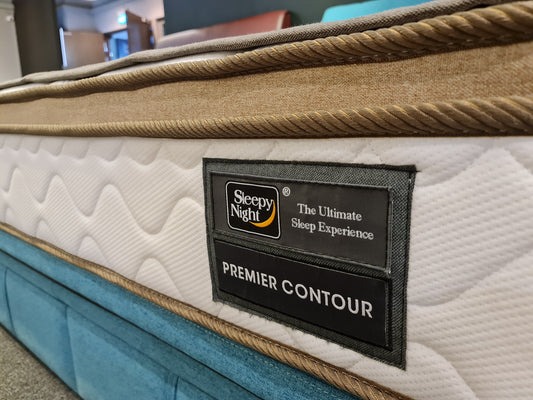 Sleepy
Night
®
The Ultimate
Sleep Experience
PREMIER CONTOUR